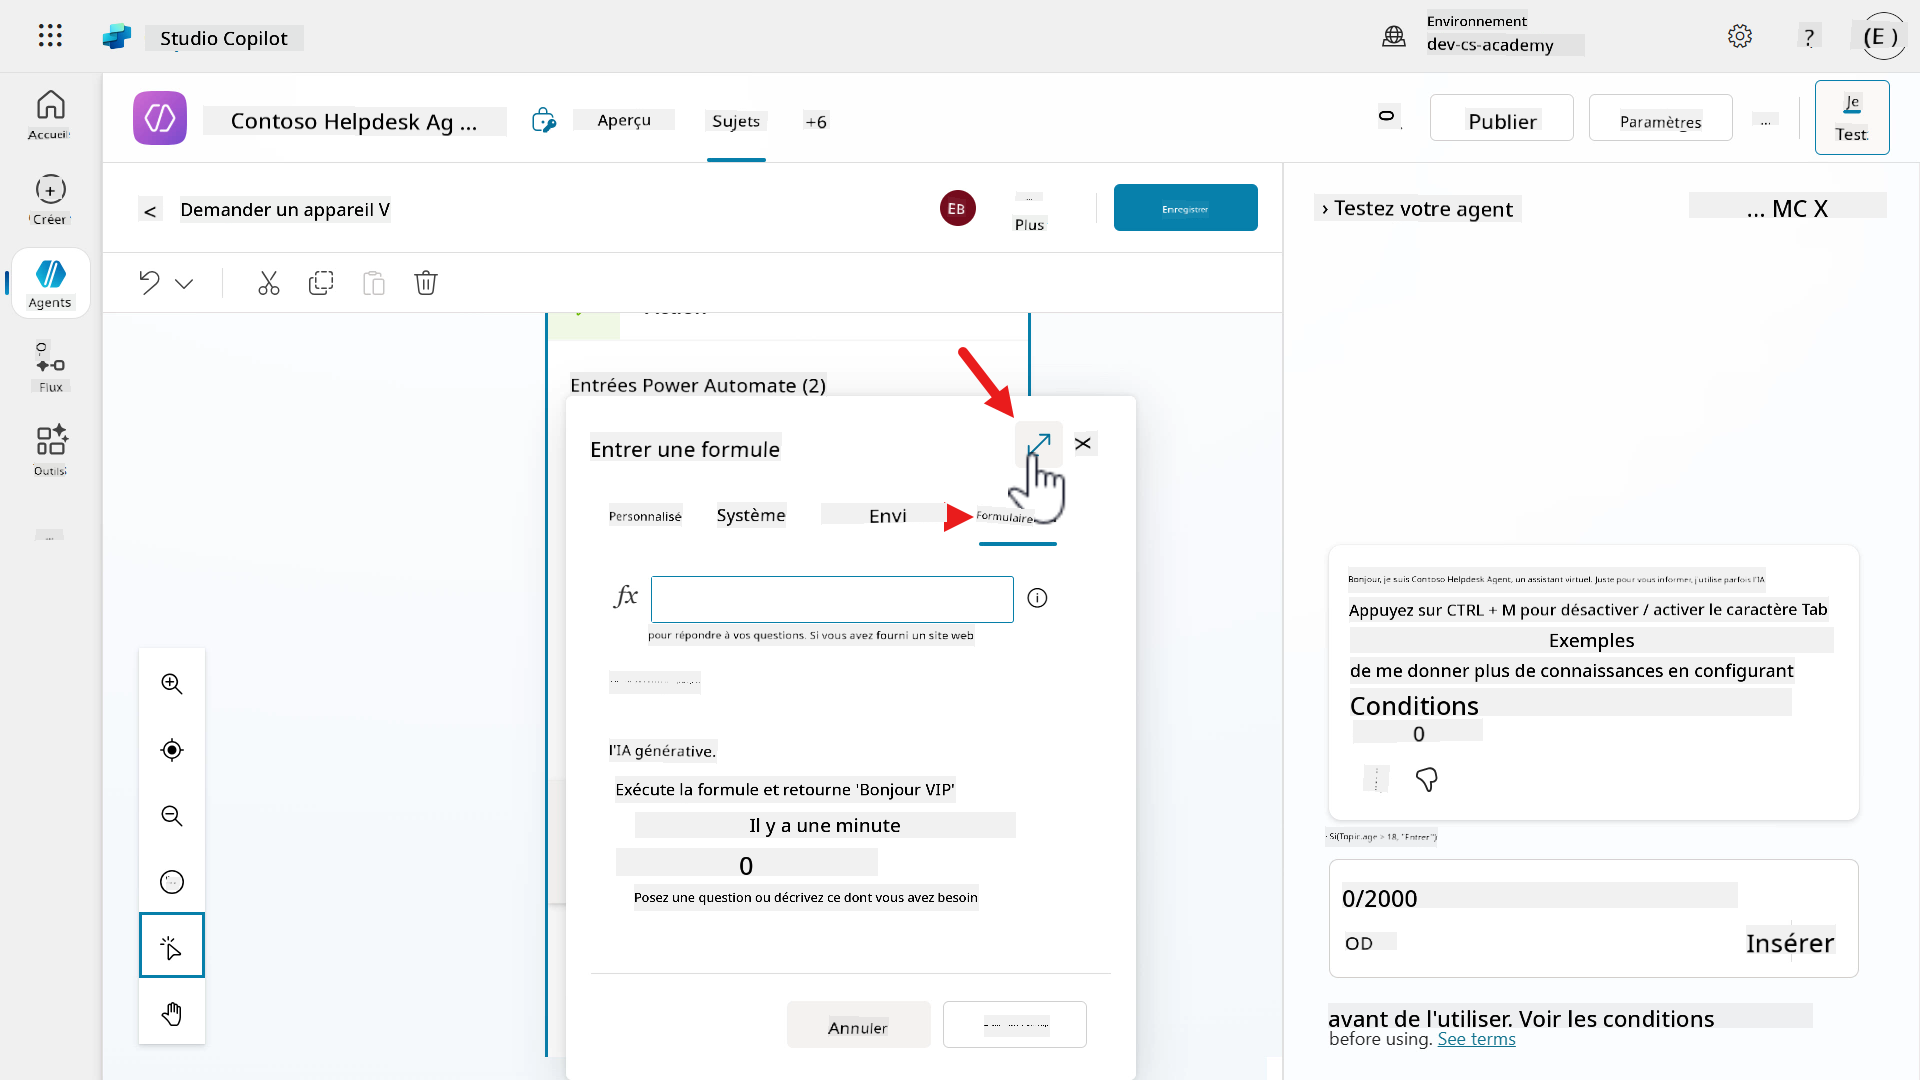 Studio Copilot
Environnement
dev-cs-academy
?
(E )
Accueil
Créer
Agents
Flux
Outils
Contoso Helpdesk Ag ...
Aperçu
Sujets
+6
Publier
Paramètres
...
Je
Test
< Demander un appareil V
EB
...
Plus
Enregistrer
› Testez votre agent
... MC X
Entrées Power Automate (2)
Entrer une formule
Personnalisé
Système
Envi
Formulaire
fx
pour répondre à vos questions. Si vous avez fourni un site web
l'IA générative.
Exécute la formule et retourne 'Bonjour VIP'
Il y a une minute
0
Posez une question ou décrivez ce dont vous avez besoin
Annuler
Bonjour, je suis Contoso Helpdesk Agent, un assistant virtuel. Juste pour vous informer, j'utilise parfois l'IA
Appuyez sur CTRL + M pour désactiver / activer le caractère Tab
Exemples
de me donner plus de connaissances en configurant
Conditions
0
Si(Topic.age > 18, "Entrer")
0/2000
OD
Insérer
avant de l'utiliser. Voir les conditions
before using. See terms